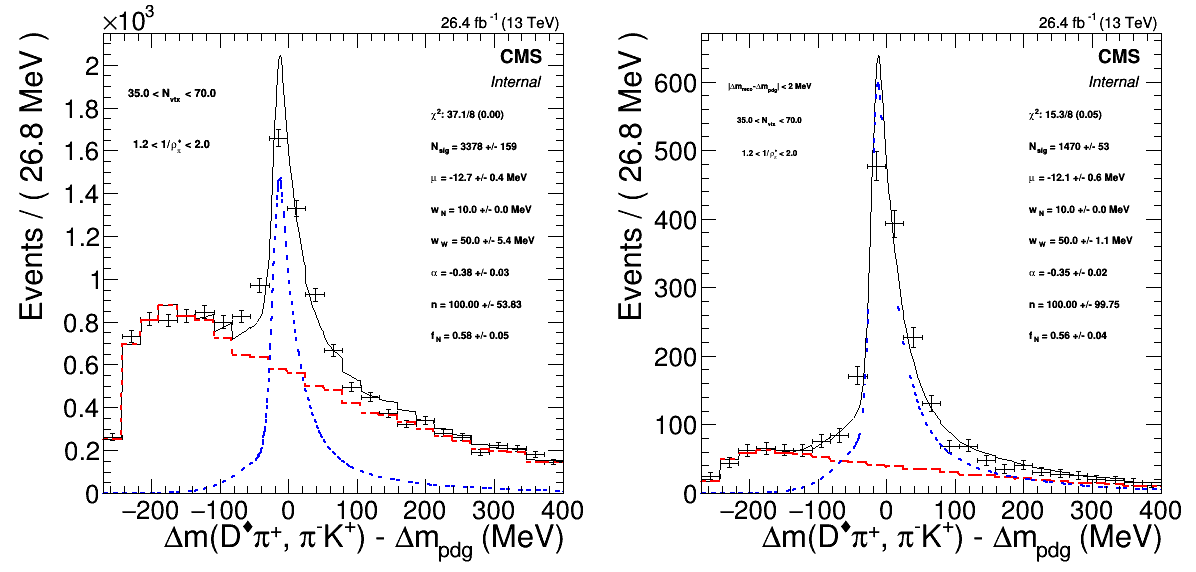 ×10³
26.4 fb⁻¹ (13 TeV)
CMS
Internal
35.0 < N_vtx < 70.0
1.2 < 1/ρ_π^♦ < 2.0
χ²: 37.1/8 (0.00)
N_sig = 3378 +/- 159
μ = -12.7 +/- 0.4 MeV
w_N = 10.0 +/- 0.0 MeV
w_W = 50.0 +/- 5.4 MeV
α = -0.38 +/- 0.03
n = 100.00 +/- 53.83
f_N = 0.58 +/- 0.05
Events / ( 26.8 MeV )
2
1.8
1.6
1.4
1.2
1
0.8
0.6
0.4
0.2
0
−200 −100 0 100 200 300 400
Δm(D^♦π⁺, π⁻K⁺) - Δm_pdg (MeV)
26.4 fb⁻¹ (13 TeV)
CMS
Internal
|Δm_reco-Δm_pdg| < 2 MeV
35.0 < N_vtx < 70.0
1.2 < 1/ρ_π^♦ < 2.0
χ²: 15.3/8 (0.05)
N_sig = 1470 +/- 53
μ = -12.1 +/- 0.6 MeV
w_N = 10.0 +/- 0.0 MeV
w_W = 50.0 +/- 1.1 MeV
α = -0.35 +/- 0.02
n = 100.00 +/- 99.75
f_N = 0.56 +/- 0.04
Events / ( 26.8 MeV )
600
500
400
300
200
100
0
−200 −100 0 100 200 300 400
Δm(D^♦π⁺, π⁻K⁺) - Δm_pdg (MeV)